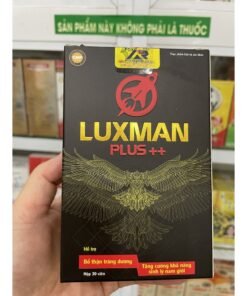 SẢN PHẨM NÀY KHÔNG PHẢI LÀ THUỐC
LUXMAN
PLUS++
Hỗ trợ
Bổ thận tráng dương
Tăng cường khả năng
sinh lý nam giới
Hộp 30 viên